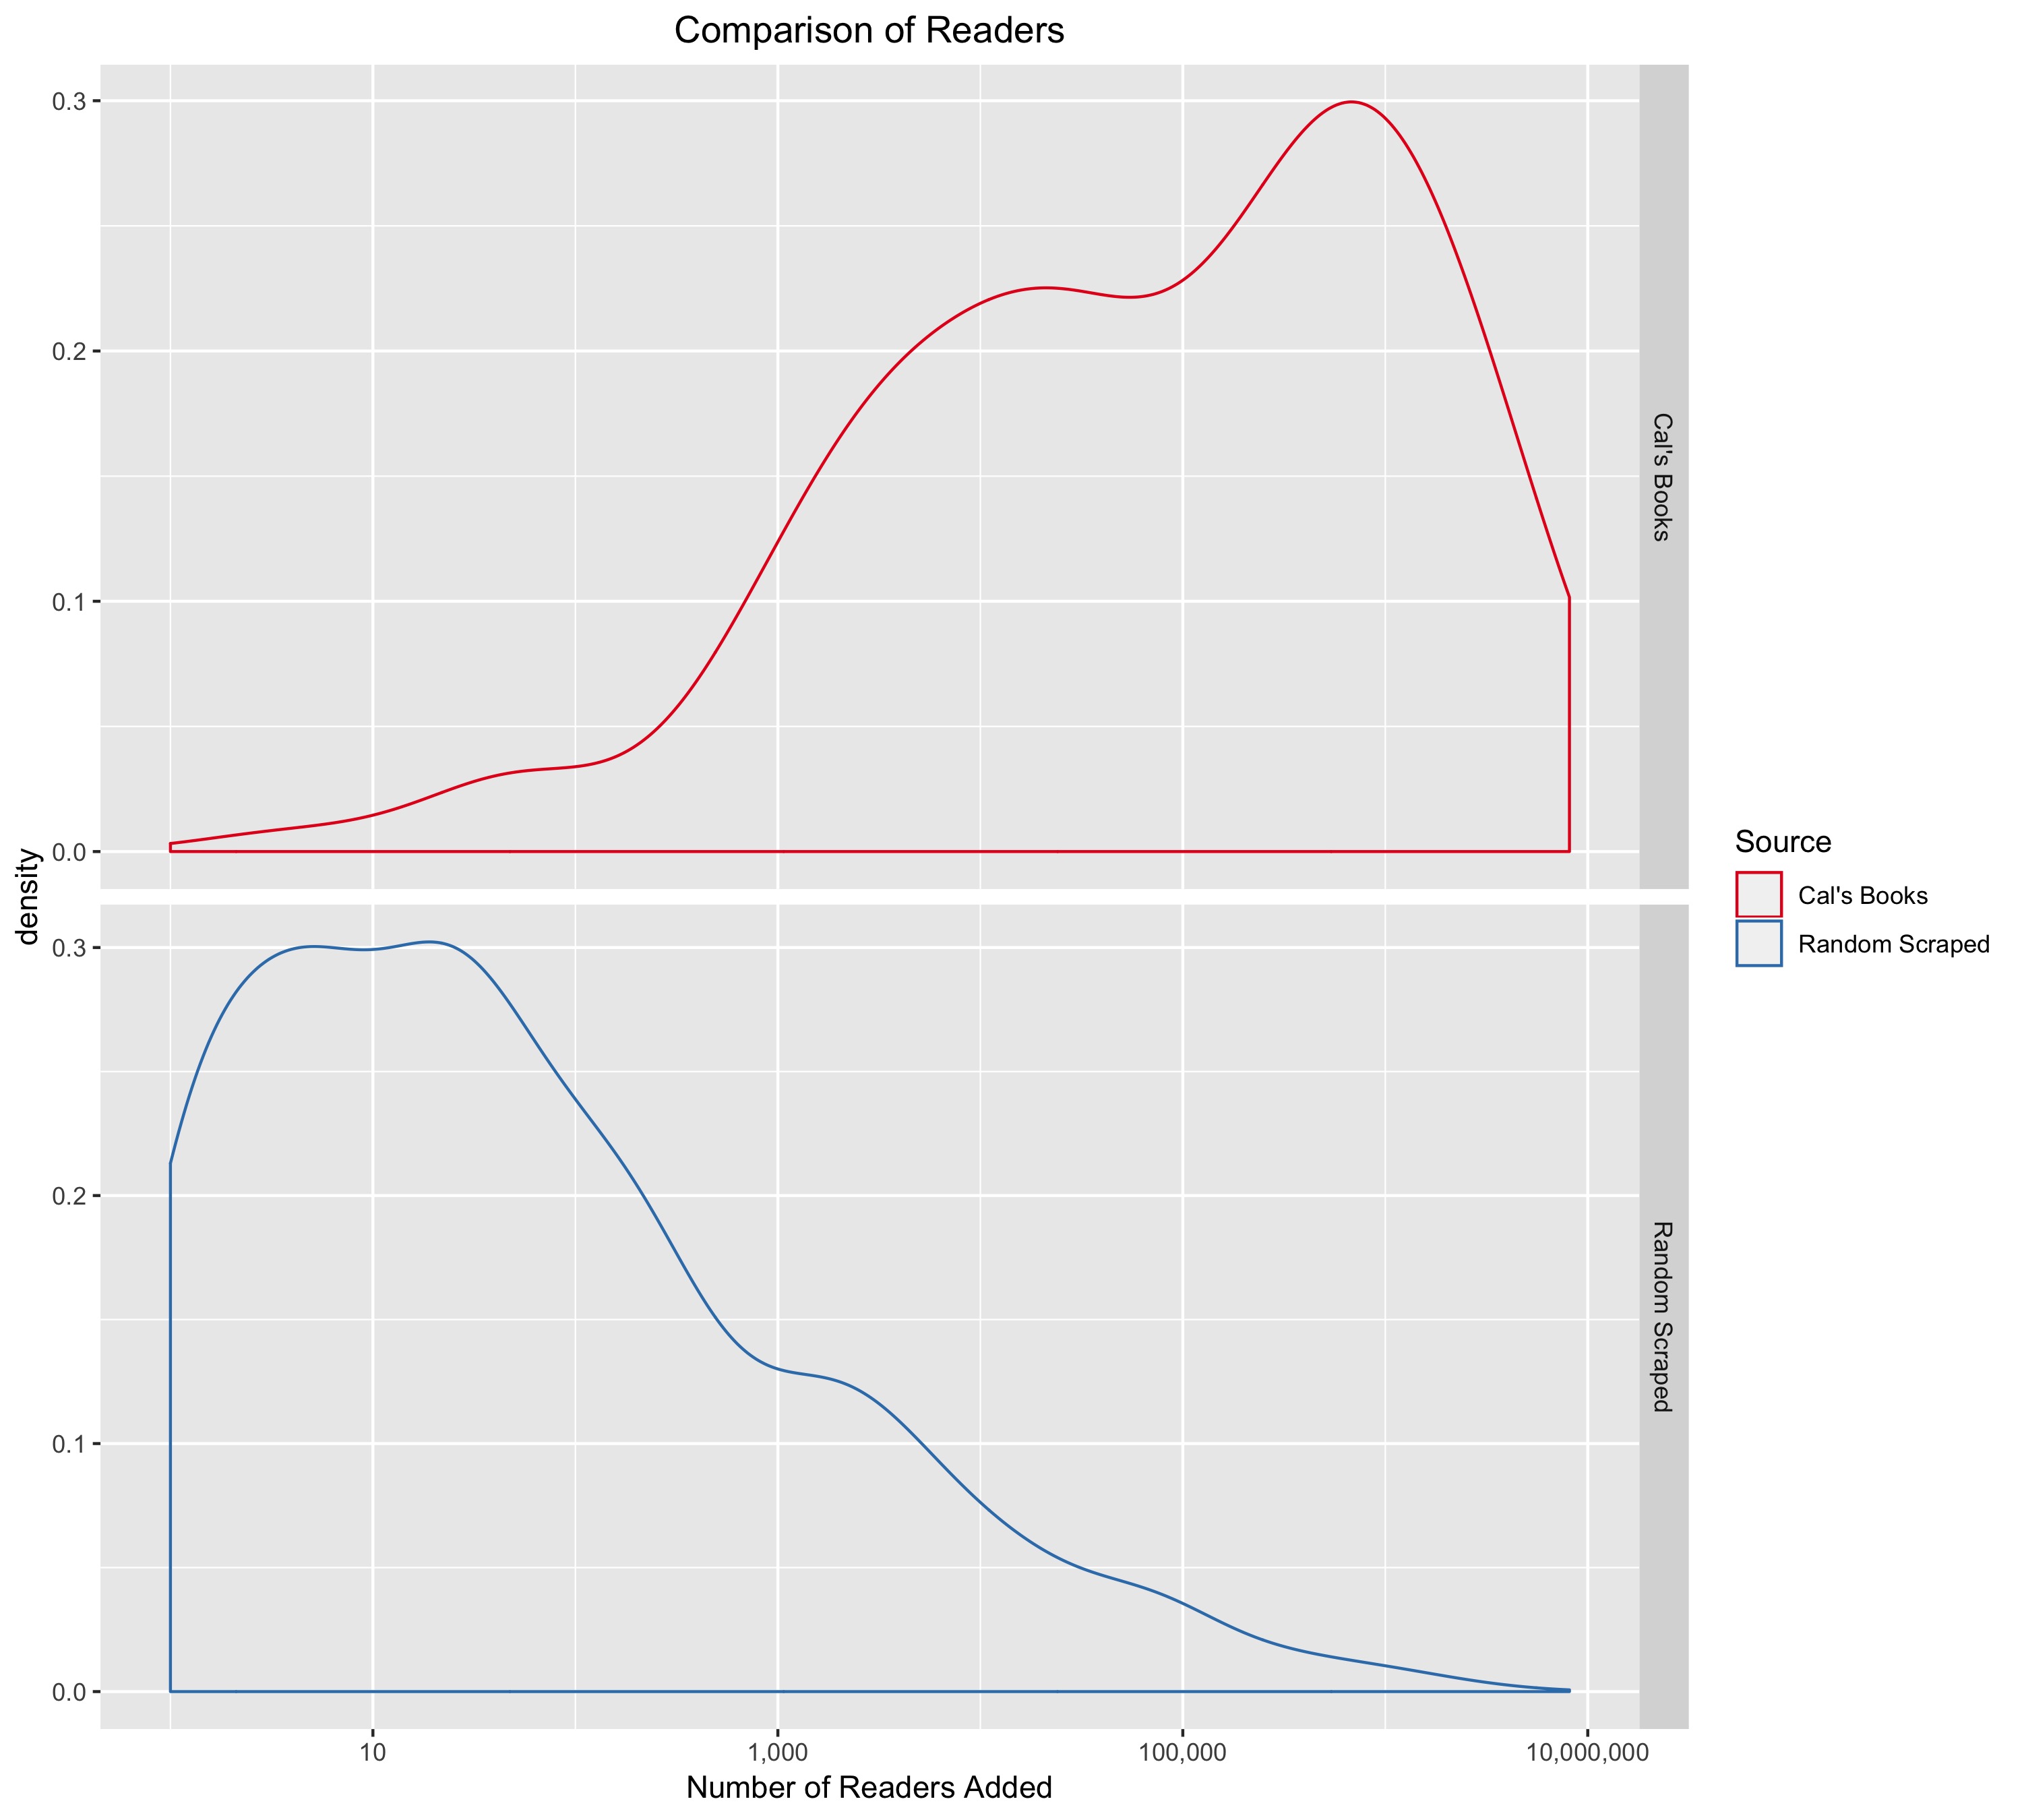 Comparison of Readers
0.3
0.2
0.1
0.0
Cal's Books
density
0.3
0.2
0.1
0.0
Random Scraped
10
1,000
100,000
10,000,000
Number of Readers Added
Source
Cal's Books
Random Scraped